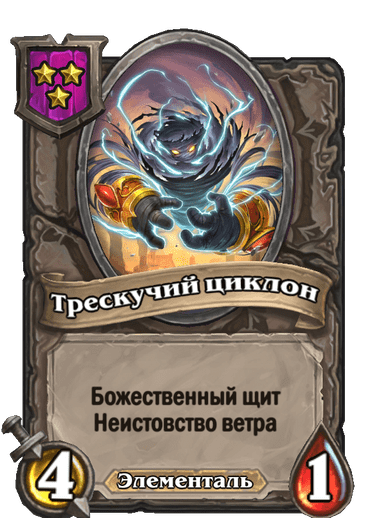 Трескучий циклон
Божественный щит
Неистовство ветра
4
Элементаль
1